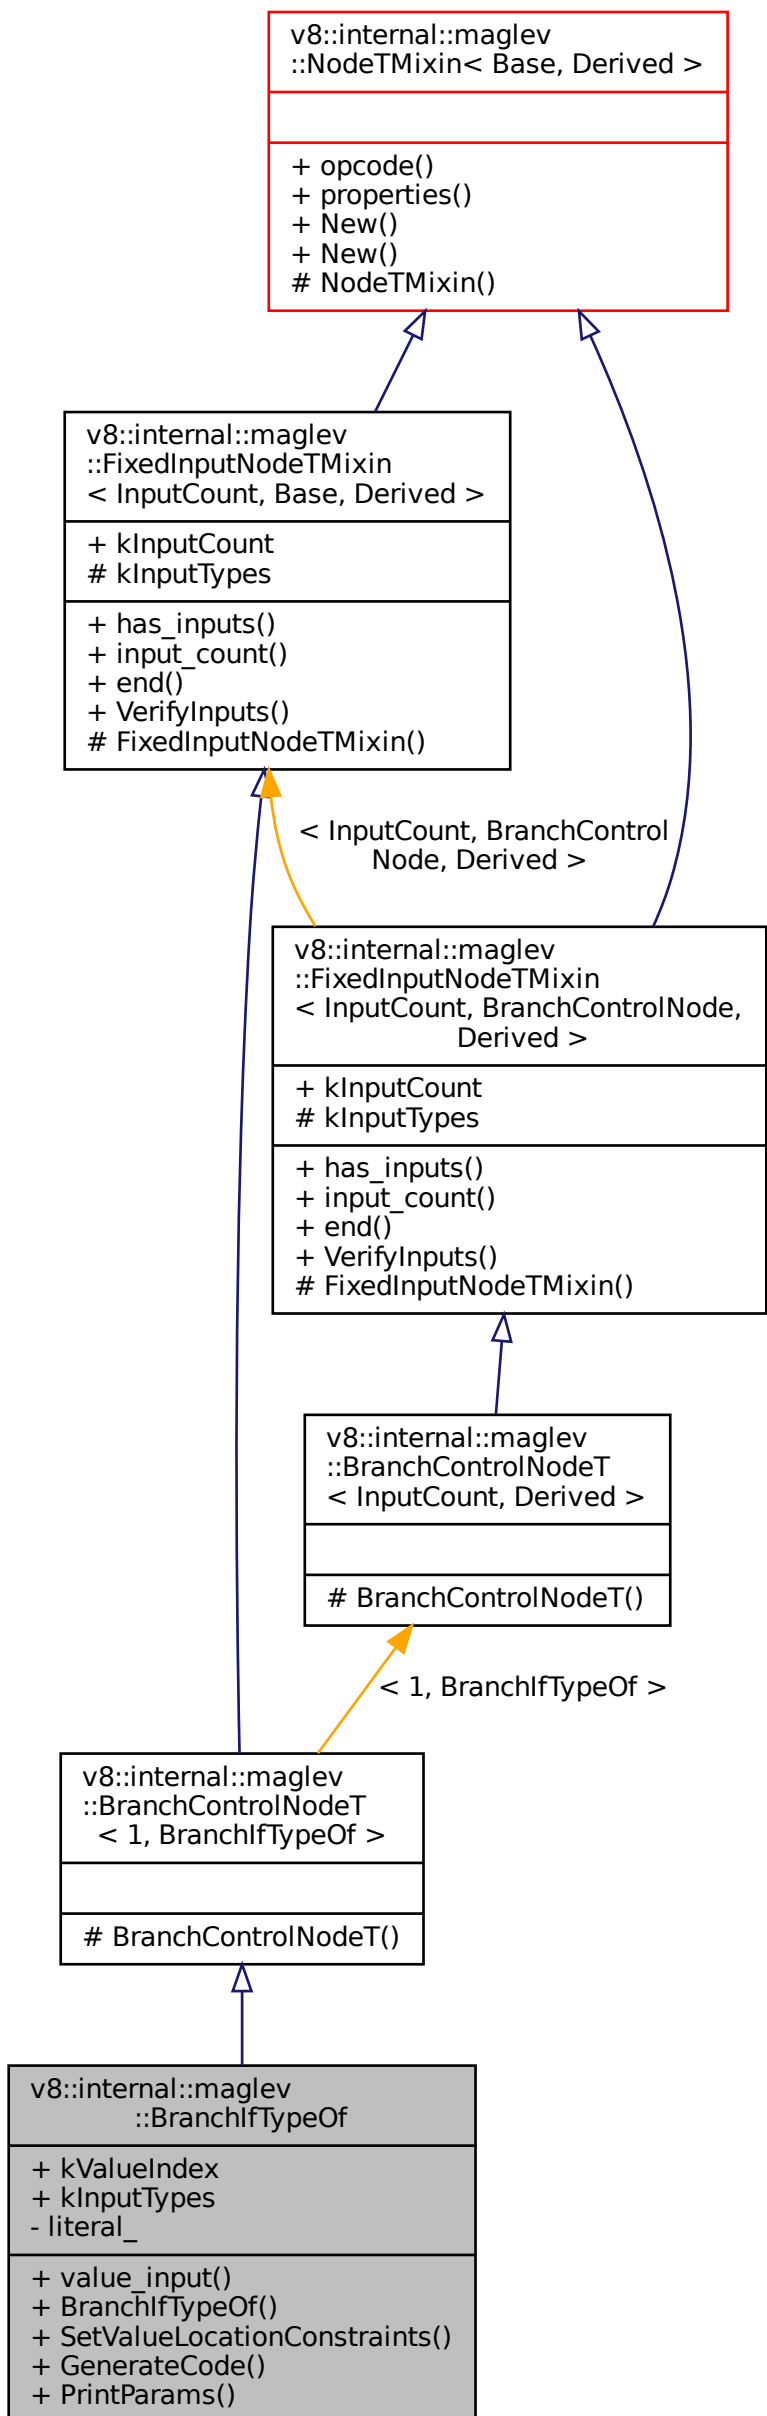 v8::internal::maglev
::NodeTMixin< Base, Derived >
+ opcode()
+ properties()
+ New()
+ New()
# NodeTMixin()
v8::internal::maglev
::FixedInputNodeTMixin
< InputCount, Base, Derived >
+ kInputCount
# kInputTypes
+ has_inputs()
+ input_count()
+ end()
+ VerifyInputs()
# FixedInputNodeTMixin()
< InputCount, BranchControl
Node, Derived >
v8::internal::maglev
::FixedInputNodeTMixin
< InputCount, BranchControlNode,
Derived >
+ kInputCount
# kInputTypes
+ has_inputs()
+ input_count()
+ end()
+ VerifyInputs()
# FixedInputNodeTMixin()
v8::internal::maglev
::BranchControlNodeT
< InputCount, Derived >
# BranchControlNodeT()
< 1, BranchIfTypeOf >
v8::internal::maglev
::BranchControlNodeT
< 1, BranchIfTypeOf >
# BranchControlNodeT()
v8::internal::maglev
::BranchIfTypeOf
+ kValueIndex
+ kInputTypes
- literal_
+ value_input()
+ BranchIfTypeOf()
+ SetValueLocationConstraints()
+ GenerateCode()
+ PrintParams()